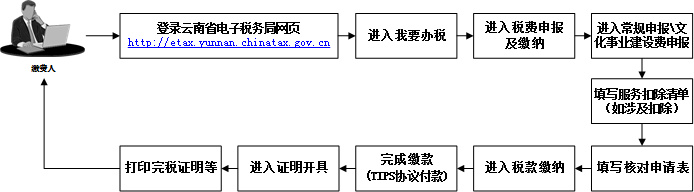 登录云南省电子税务局网页
http://etax.yunnan.chinatax.gov.cn
进入我要办税
进入税费申报
及缴纳
进入常规申报\文
化事业建设费申报
缴费人
填写服务扣除清单
（如涉及扣除）
填写核对申请表
进入税款缴纳
完成缴款
(TIPS协议付款)
进入证明开具
打印完税证明等